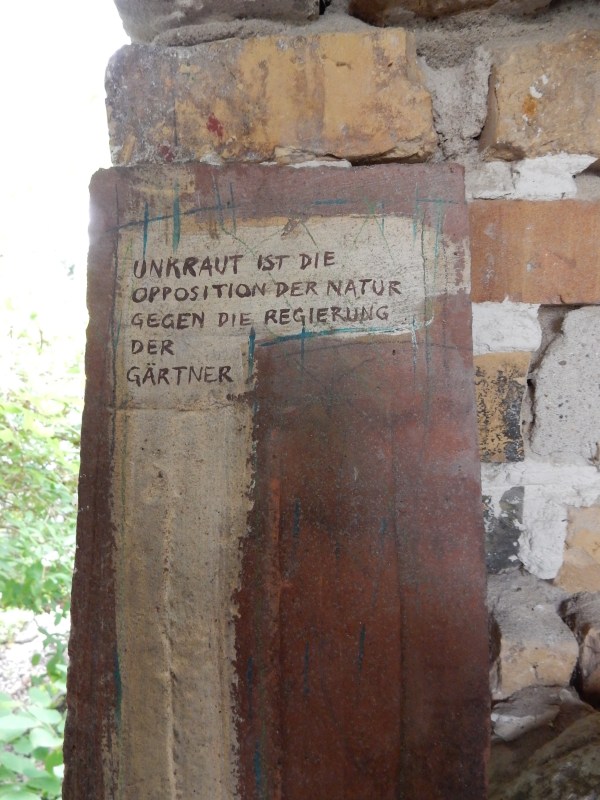 UNKRAUT IST DIE
OPPOSITION DER NATUR
GEGEN DIE REGIERUNG
DER
GÄRTNER